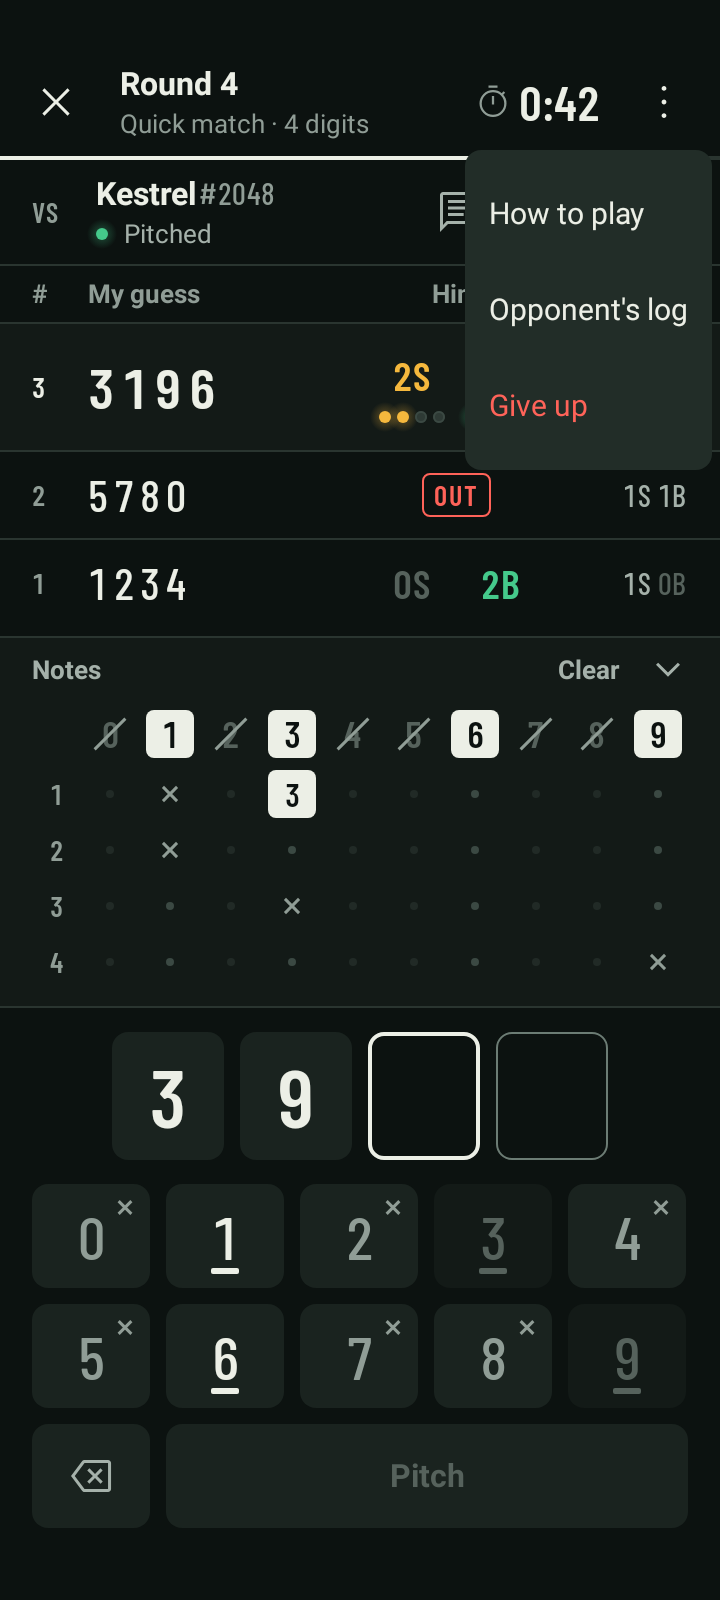 Round 4
0:42
Quick match · 4 digits
VS
Kestrel #2048
Pitched
How to play
Opponent's log
Give up
# My guess
3 3196 2S
2 5780 OUT 1S 1B
1 1234 0S 2B 1S 0B
Notes Clear
0 1 2 3 4 5 6 7 8 9
1 3
2
3
4
3 9
0 1 2 3 4
5 6 7 8 9
Pitch